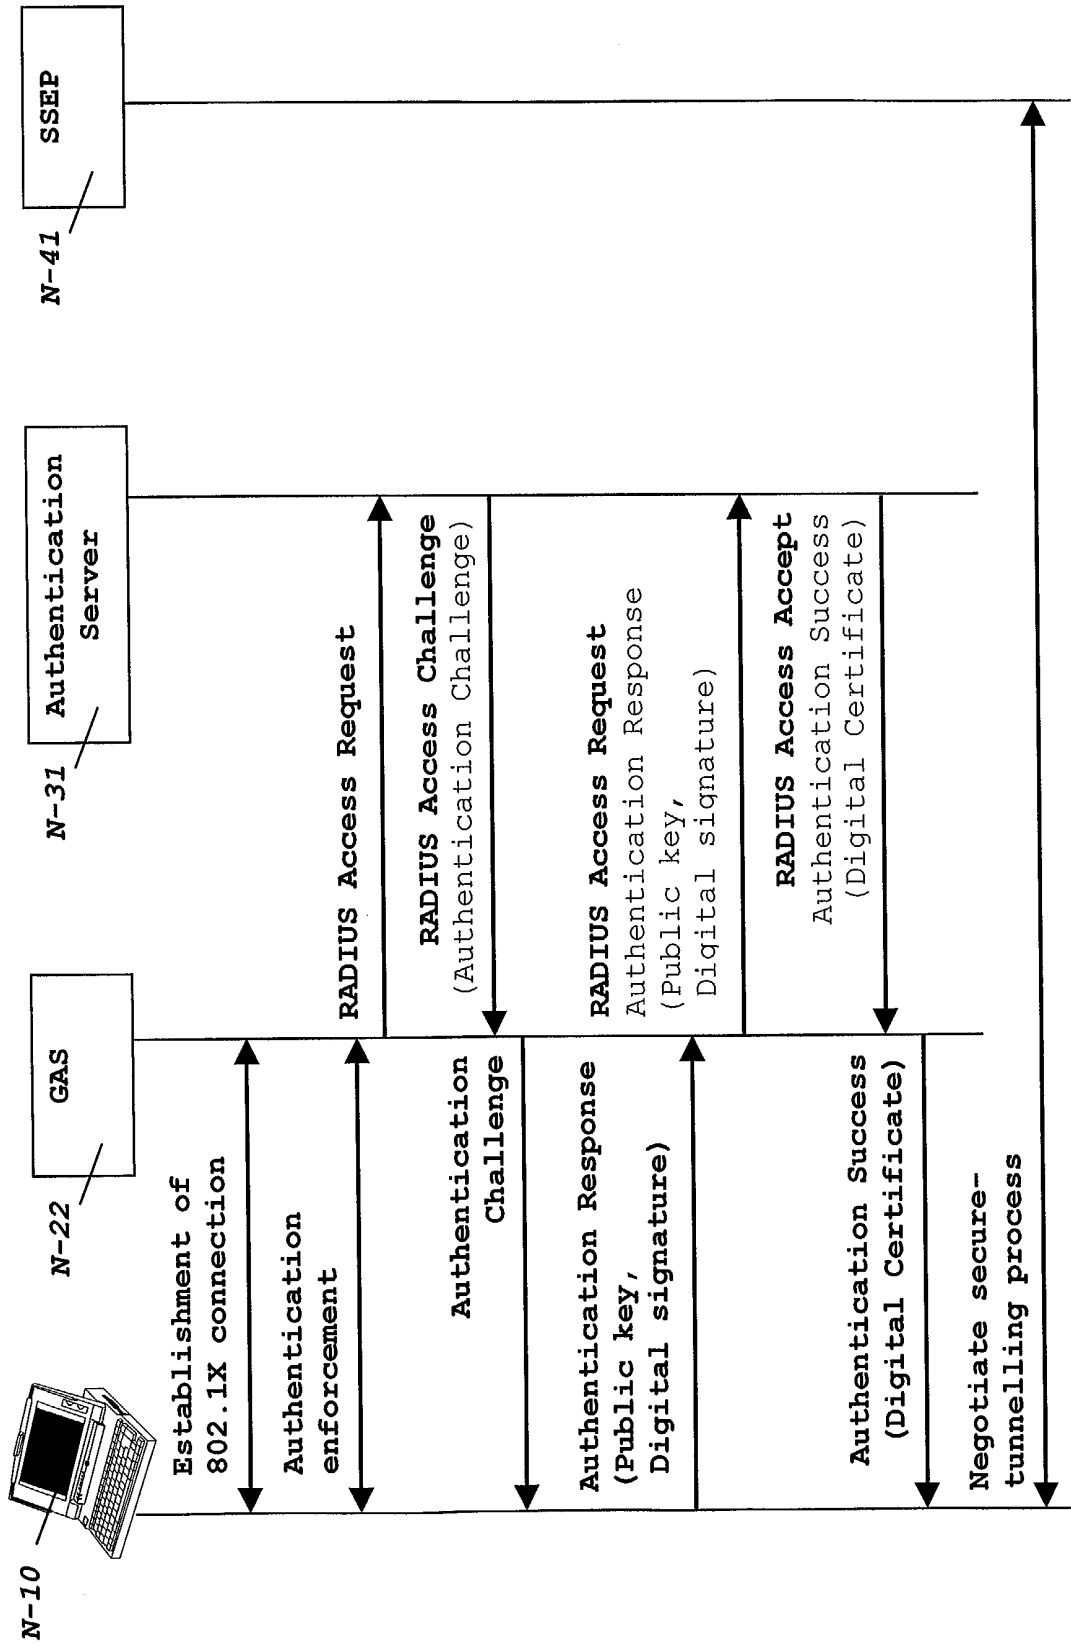 N-10
N-22
GAS
N-31
Authentication
Server
N-41
SSEP
Establishment of
802.1X connection
Authentication
enforcement
RADIUS Access Request
RADIUS Access Challenge
(Authentication Challenge)
Authentication
Challenge
Authentication Response
(Public key,
Digital signature)
RADIUS Access Request
Authentication Response
(Public key,
Digital signature)
RADIUS Access Accept
Authentication Success
(Digital Certificate)
Authentication Success
(Digital Certificate)
Negotiate secure-
tunnelling process